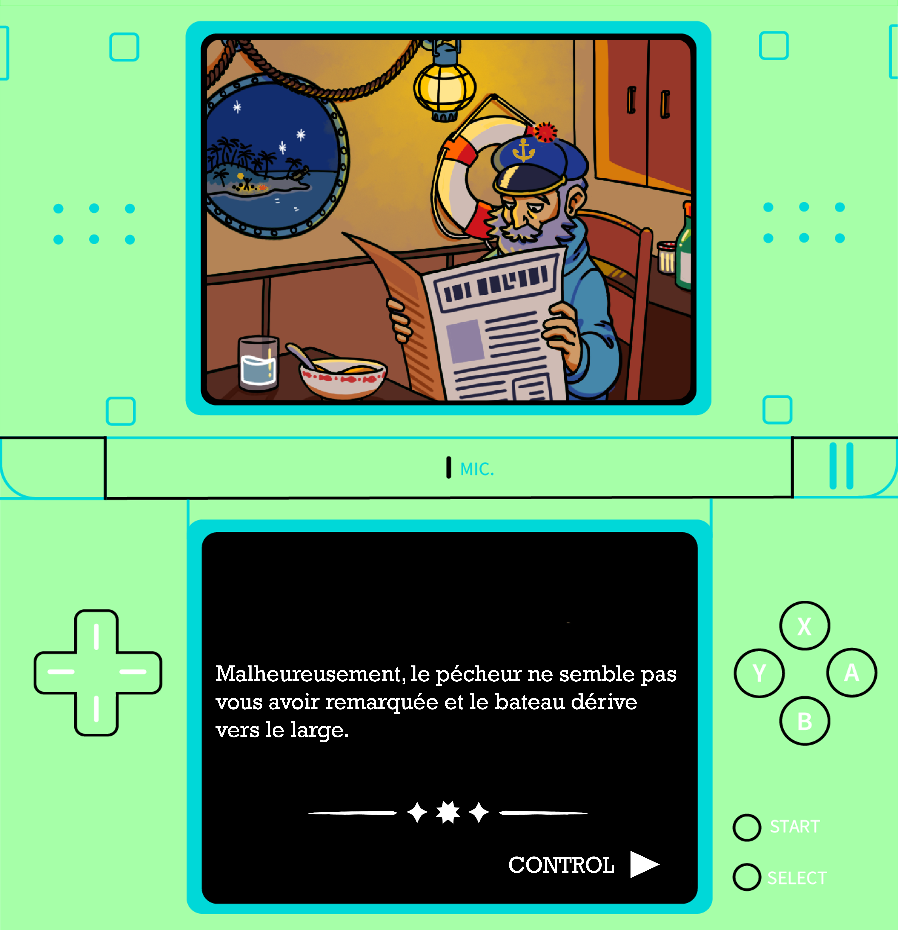 MIC.
Malheureusement, le pécheur ne semble pas
vous avoir remarquée et le bateau dérive
vers le large.
CONTROL
X
Y
A
B
START
SELECT